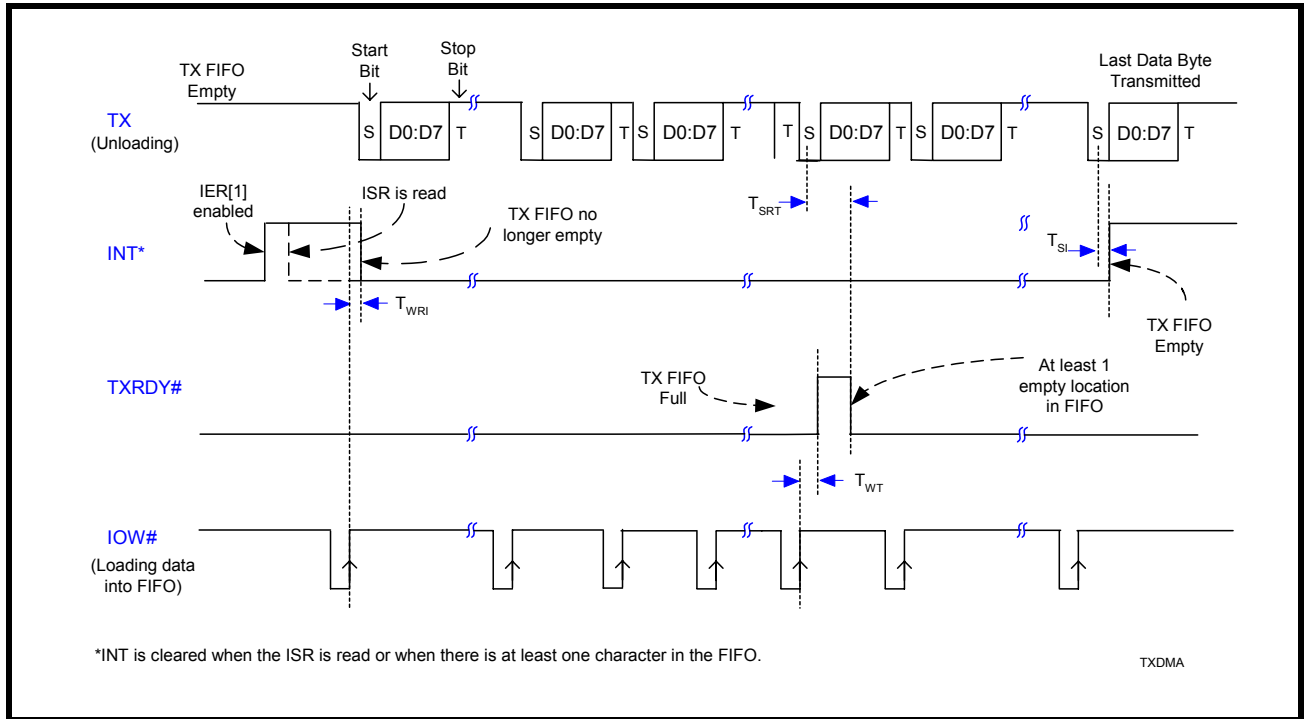 TX FIFO
Empty
Start
Bit
Stop
Bit
Last Data Byte
Transmitted
TX
(Unloading)
S D0:D7 T S D0:D7 T S D0:D7 T T S D0:D7 T S D0:D7 T S D0:D7 T
IER[1]
enabled
ISR is read
TX FIFO no
longer empty
TSRT
TSI
INT*
TWRI
TX FIFO
Empty
TXRDY#
TX FIFO
Full
At least 1
empty location
in FIFO
TWT
IOW#
(Loading data
into FIFO)
*INT is cleared when the ISR is read or when there is at least one character in the FIFO.
TXDMA